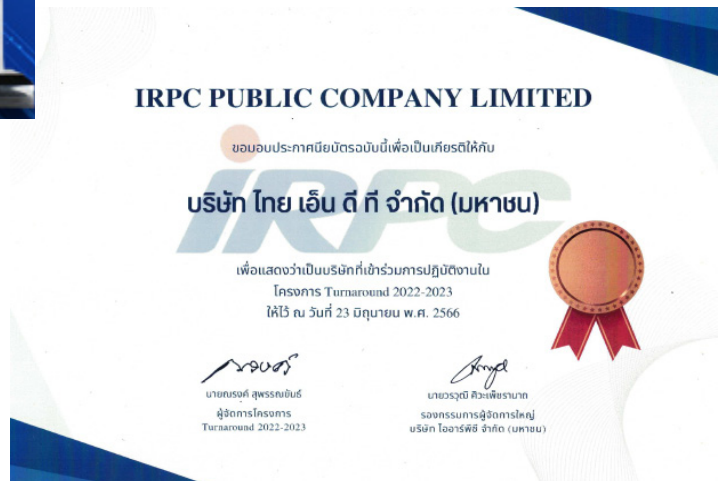 IRPC PUBLIC COMPANY LIMITED
ขอมอบประกาศนียบัตรฉบับนี้เพื่อเป็นเกียรติให้กับ
iRPC
บริษัท ไทย เอ็น ดี ที จำกัด (มหาชน)
เพื่อแสดงว่าเป็นบริษัทที่เข้าร่วมการปฏิบัติงานใน
โครงการ Turnaround 2022-2023
ให้ไว้ ณ วันที่ 23 มิถุนายน พ.ศ. 2566
นายณรงค์ สุพรรณขันธ์
ผู้จัดการโครงการ
Turnaround 2022-2023
นายวรวุฒิ ศิวะเพ็ชรานาถ
รองกรรมการผู้จัดการใหญ่
บริษัท ไออาร์พีซี จำกัด (มหาชน)